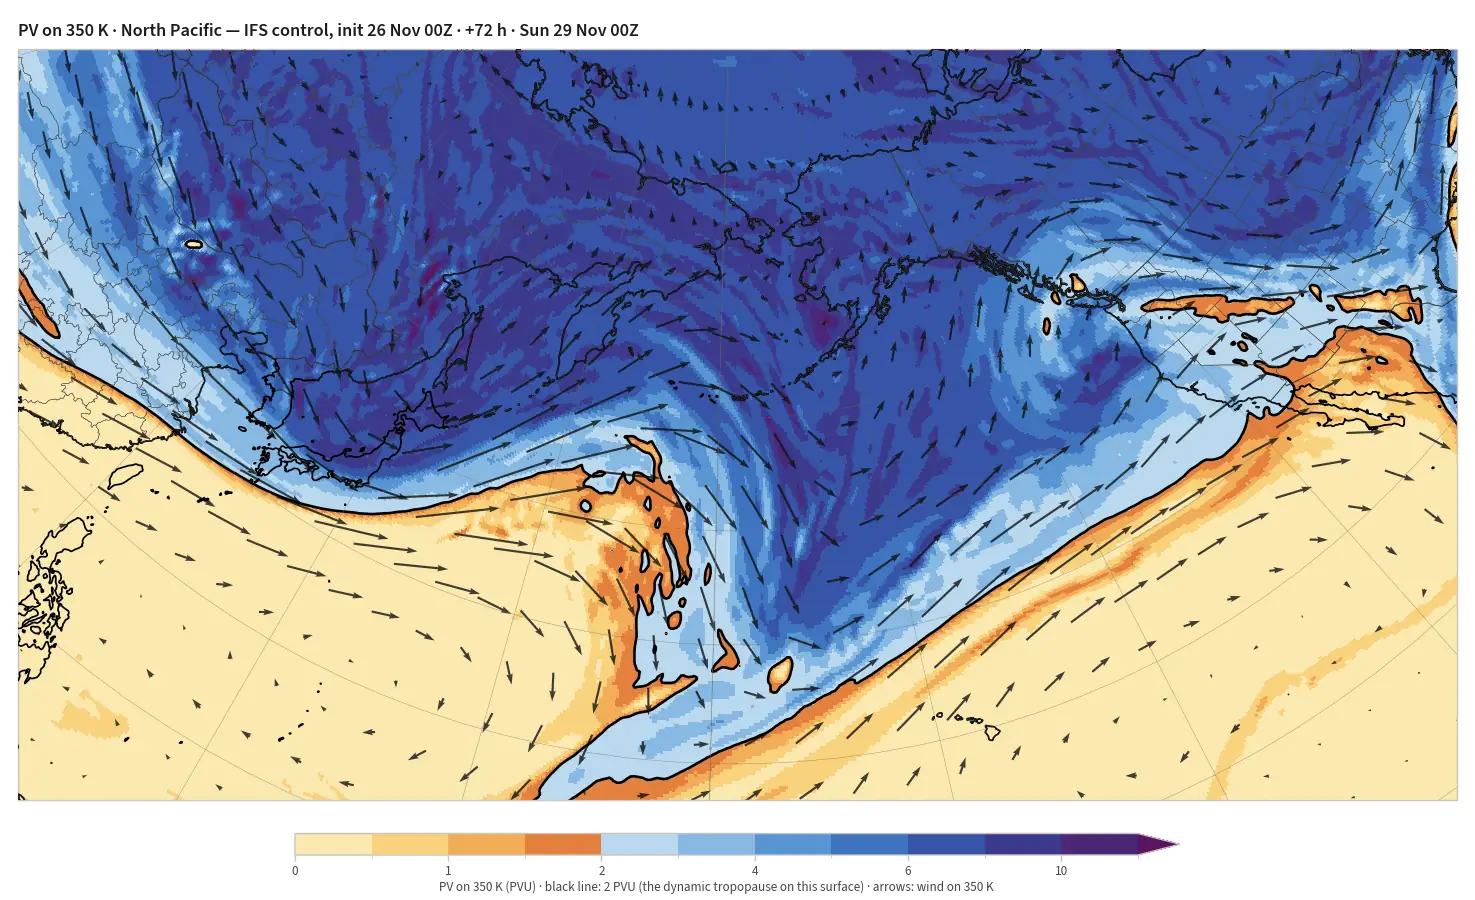 PV on 350 K · North Pacific — IFS control, init 26 Nov 00Z · +72 h · Sun 29 Nov 00Z
0 1 2 4 6 10
PV on 350 K (PVU) · black line: 2 PVU (the dynamic tropopause on this surface) · arrows: wind on 350 K